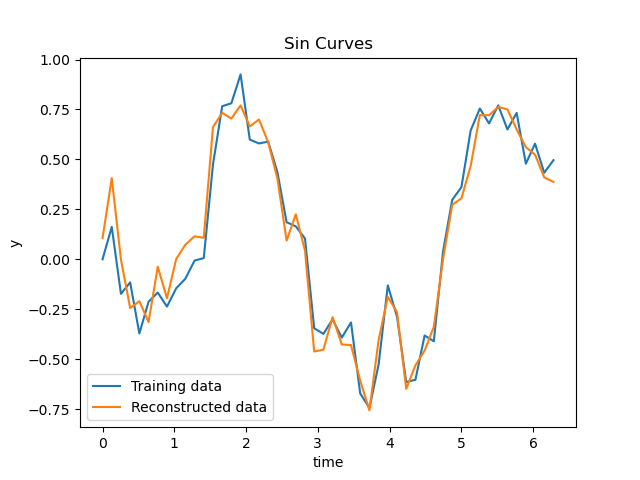 Sin Curves
1.00
0.75
0.50
0.25
0.00
−0.25
−0.50
−0.75
y
Training data
Reconstructed data
0 1 2 3 4 5 6
time